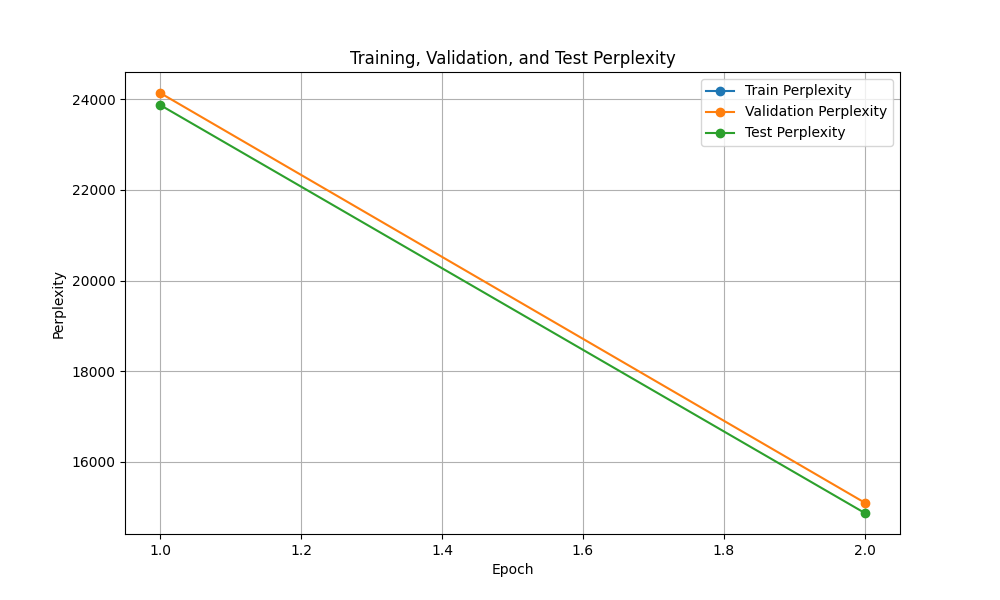 Training, Validation, and Test Perplexity
Train Perplexity
Validation Perplexity
Test Perplexity
24000
22000
20000
18000
16000
Perplexity
1.0 1.2 1.4 1.6 1.8 2.0
Epoch